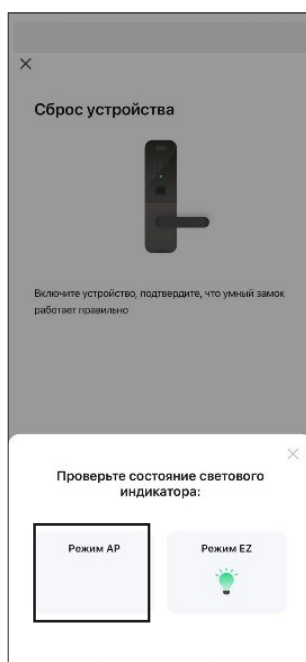 Сброс устройства
Включите устройство, подтвердите, что умный замок
работает правильно
Проверьте состояние светового
индикатора:
Режим AP
Режим EZ